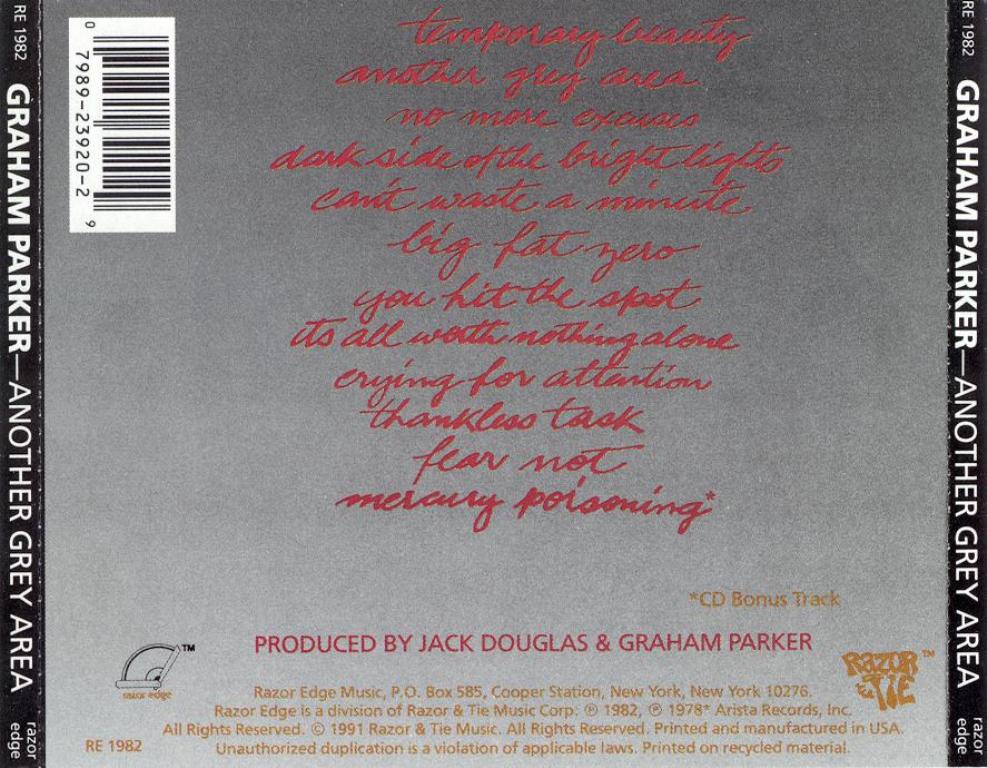 RE 1982 GRAHAM PARKER—ANOTHER GREY AREA razor edge
0 7989-23920-2 9
temporary beauty
another grey area
no more excuses
dark side of the bright lights
can't waste a minute
big fat zero
you hit the spot
its all worth nothing alone
crying for attention
thankless task
fear not
mercury poisoning*
*CD Bonus Track
PRODUCED BY JACK DOUGLAS & GRAHAM PARKER
TM
razor edge
RAZOR & TIE TM
Razor Edge Music, P.O. Box 585, Cooper Station, New York, New York 10276.
Razor Edge is a division of Razor & Tie Music Corp. ℗ 1982, ℗ 1978* Arista Records, Inc.
All Rights Reserved. © 1991 Razor & Tie Music. All Rights Reserved. Printed and manufactured in USA.
Unauthorized duplication is a violation of applicable laws. Printed on recycled material.
RE 1982
RE 1982 GRAHAM PARKER—ANOTHER GREY AREA razor edge